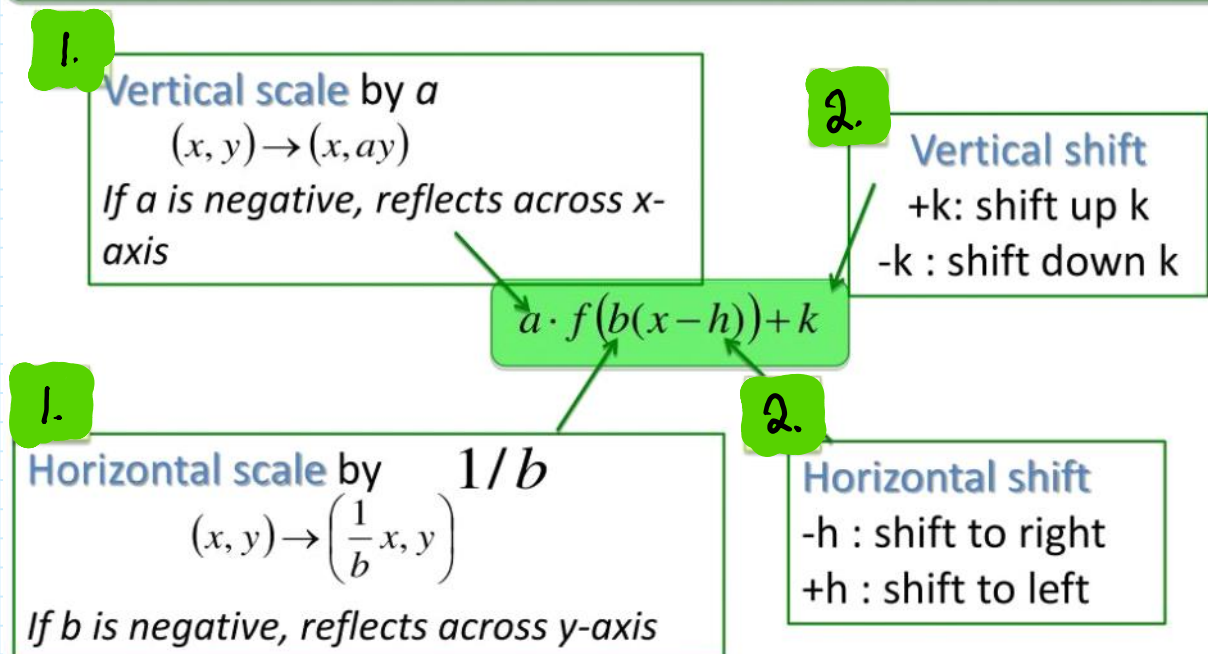 1.
Vertical scale by a
(x, y)→(x, ay)
If a is negative, reflects across x-
axis
2.
Vertical shift
+k: shift up k
-k : shift down k
a · f(b(x − h)) + k
1.
Horizontal scale by 1/b
(x, y)→(1/b x, y)
If b is negative, reflects across y-axis
2.
Horizontal shift
-h : shift to right
+h : shift to left